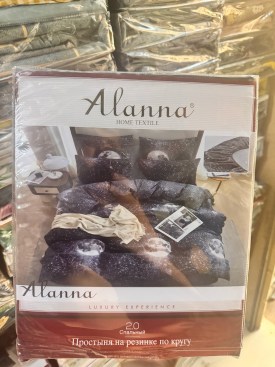 Alanna®
HOME TEXTILE
Alanna
LUXURY EXPERIENCE
2.0
Спальный
Простыня на резинке по кругу